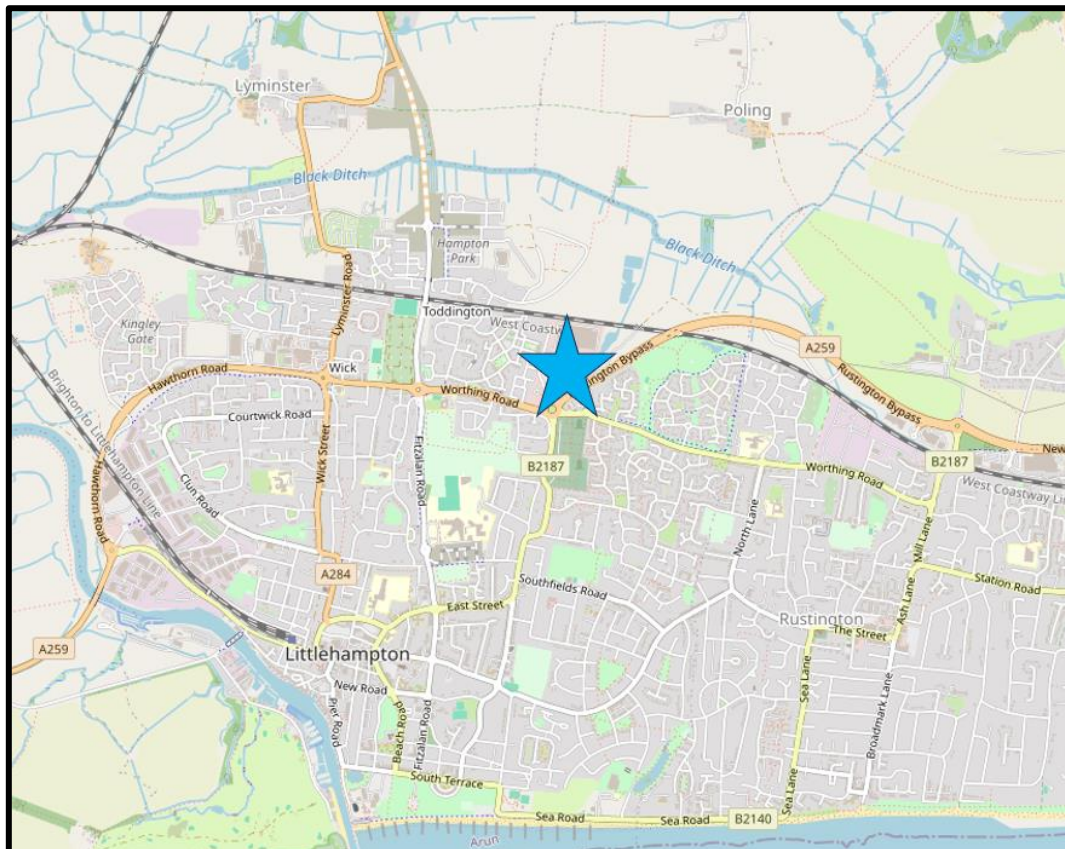 Lyminster
Poling
Black Ditch
Hampton
Park
Black Ditch
Lyminster Road
Toddington
West Coastw
Kingley
Gate
tington Bypass
A259
Rustington Bypass
Wick
Hawthorn Road
Worthing Road
Courtwick Road
New
Brighton to Littlehampton Line
Hawthorn Road
Clun Road
Wick Street
Fitzalan Road
B2187
B2187
Worthing Road
West Coastway Lin
North Lane
Mill Lane
A284
Southfields Road
Station Road
East Street
Ash Lane
Rustington
The Street
A259
Littlehampton
New Road
Sea Lane
Broadmark Lane
Pier Road
Beach Road
Fitzalan Road
South Terrace
Sea Lane
Sea Road
Sea Road
B2140
Arun